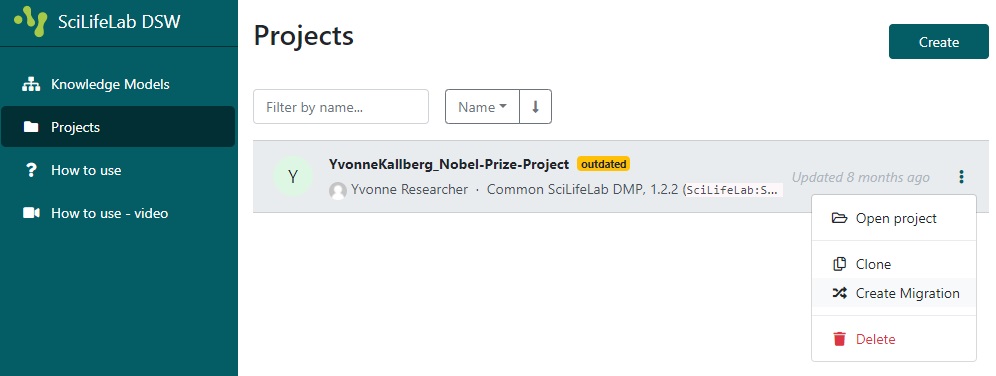 SciLifeLab DSW
Knowledge Models
Projects
How to use
How to use - video
Projects
Create
Filter by name...
Name
Y
YvonneKallberg_Nobel-Prize-Project outdated
Yvonne Researcher · Common SciLifeLab DMP, 1.2.2 (SciLifeLab:S...
Updated 8 months ago
Open project
Clone
Create Migration
Delete